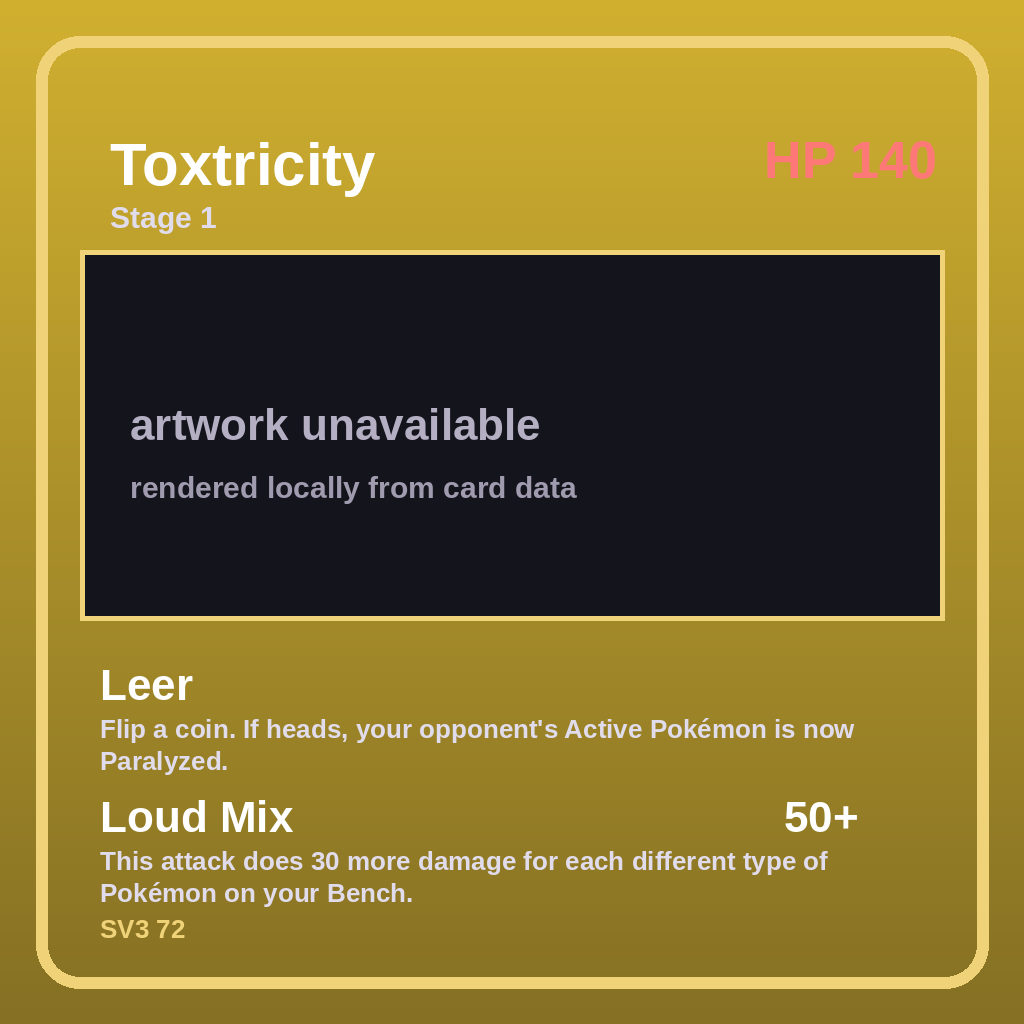 Toxtricity
HP 140
Stage 1
artwork unavailable
rendered locally from card data
Leer
Flip a coin. If heads, your opponent's Active Pokémon is now
Paralyzed.
Loud Mix
50+
This attack does 30 more damage for each different type of
Pokémon on your Bench.
SV3 72